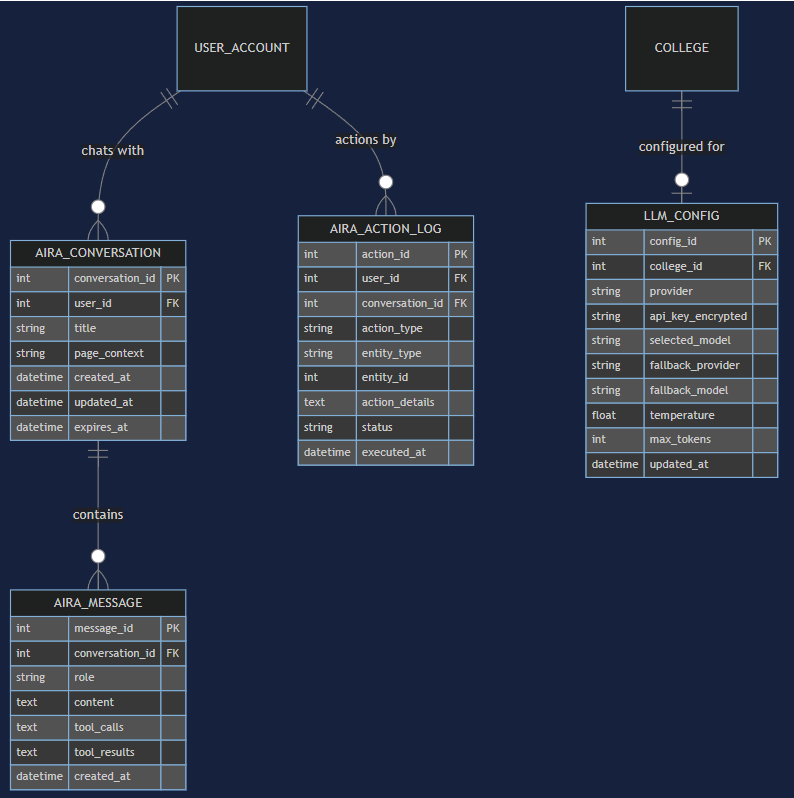 USER_ACCOUNT
COLLEGE
chats with
actions by
configured for
AIRA_CONVERSATION
int conversation_id PK
int user_id FK
string title
string page_context
datetime created_at
datetime updated_at
datetime expires_at
AIRA_ACTION_LOG
int action_id PK
int user_id FK
int conversation_id FK
string action_type
string entity_type
int entity_id
text action_details
string status
datetime executed_at
LLM_CONFIG
int config_id PK
int college_id FK
string provider
string api_key_encrypted
string selected_model
string fallback_provider
string fallback_model
float temperature
int max_tokens
datetime updated_at
contains
AIRA_MESSAGE
int message_id PK
int conversation_id FK
string role
text content
text tool_calls
text tool_results
datetime created_at